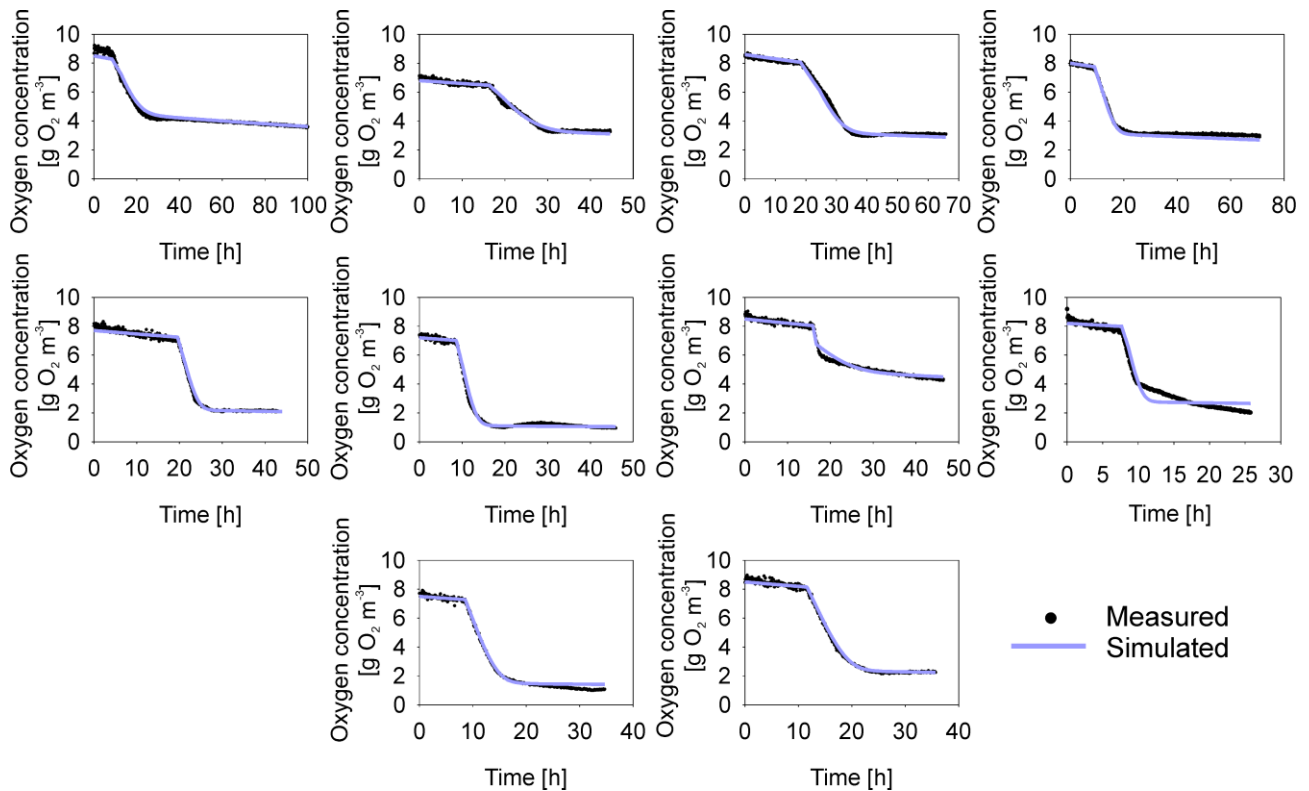 Oxygen concentration
[g O2 m-3]
10
8
6
4
2
0
0 20 40 60 80 100
Time [h]
Oxygen concentration
[g O2 m-3]
10
8
6
4
2
0
0 10 20 30 40 50
Time [h]
Oxygen concentration
[g O2 m-3]
10
8
6
4
2
0
0 10 20 30 40 50 60 70
Time [h]
Oxygen concentration
[g O2 m-3]
10
8
6
4
2
0
0 20 40 60 80
Time [h]
Oxygen concentration
[g O2 m-3]
10
8
6
4
2
0
0 10 20 30 40 50
Time [h]
Oxygen concentration
[g O2 m-3]
10
8
6
4
2
0
0 10 20 30 40 50
Time [h]
Oxygen concentration
[g O2 m-3]
10
8
6
4
2
0
0 10 20 30 40 50
Time [h]
Oxygen concentration
[g O2 m-3]
10
8
6
4
2
0
0 5 10 15 20 25 30
Time [h]
Oxygen concentration
[g O2 m-3]
10
8
6
4
2
0
0 10 20 30 40
Time [h]
Oxygen concentration
[g O2 m-3]
10
8
6
4
2
0
0 10 20 30 40
Time [h]
Measured
Simulated